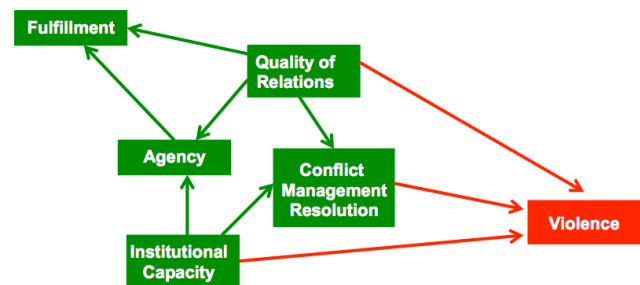 Fulfillment
Quality of
Relations
Agency
Conflict
Management
Resolution
Violence
Institutional
Capacity